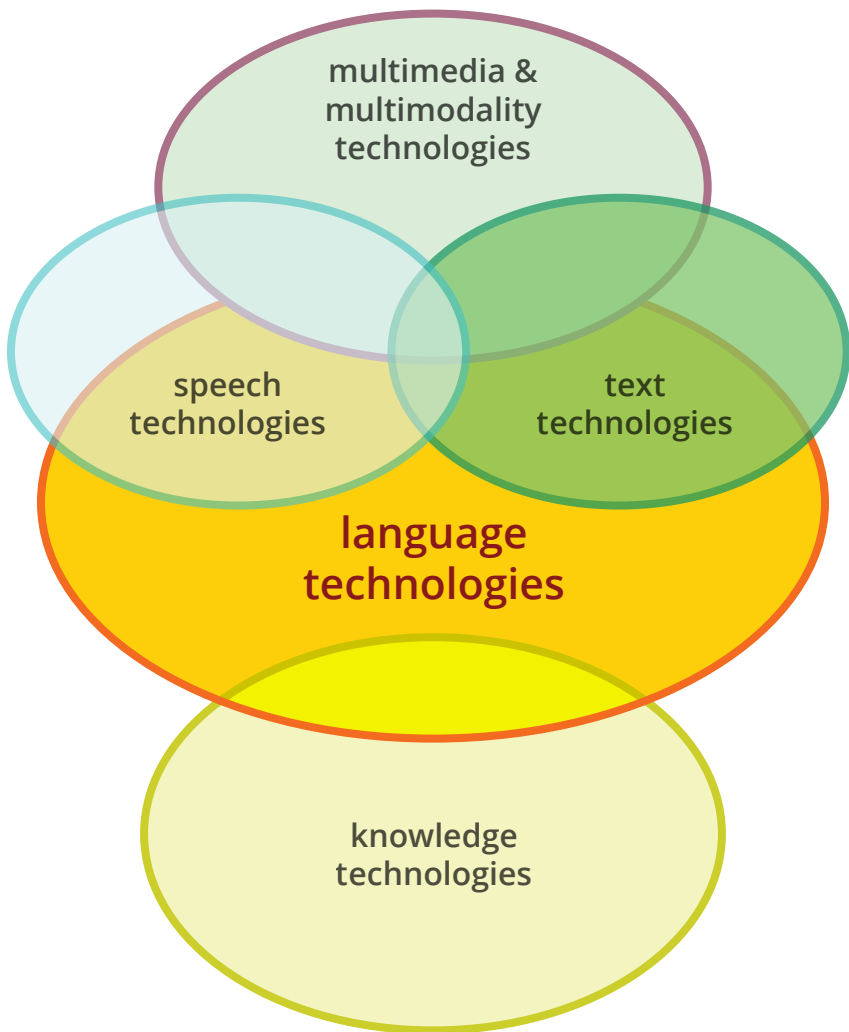 multimedia &
multimodality
technologies
speech
technologies
text
technologies
language
technologies
knowledge
technologies